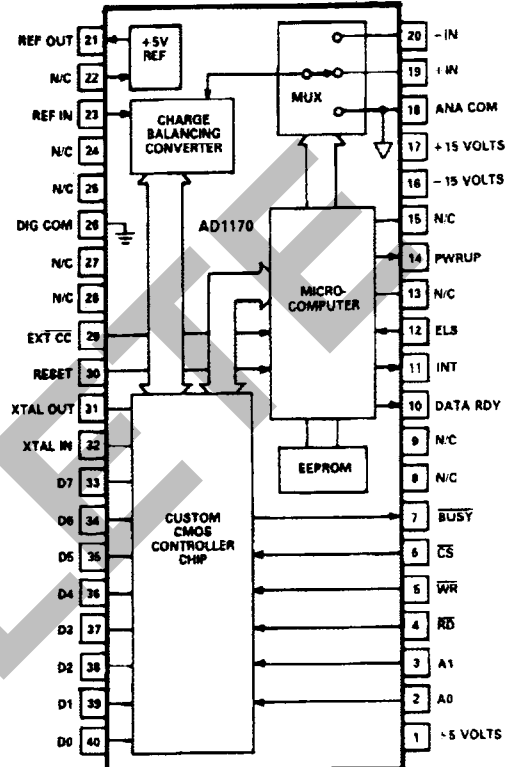 REF OUT 21
N/C 22
REF IN 23
N/C 24
N/C 25
DIG COM 26
N/C 27
N/C 28
EXT CC 29
RESET 30
XTAL OUT 31
XTAL IN 32
D7 33
D6 34
D5 35
D4 36
D3 37
D2 38
D1 39
D0 40
+5V
REF
CHARGE
BALANCING
CONVERTER
MUX
AD1170
MICRO-
COMPUTER
EEPROM
CUSTOM
CMOS
CONTROLLER
CHIP
20 -IN
19 +IN
18 ANA COM
17 +15 VOLTS
16 -15 VOLTS
15 N/C
14 PWRUP
13 N/C
12 ELS
11 INT
10 DATA RDY
9 N/C
8 N/C
7 BUSY
6 CS
5 WR
4 RD
3 A1
2 A0
1 +5 VOLTS
LETE